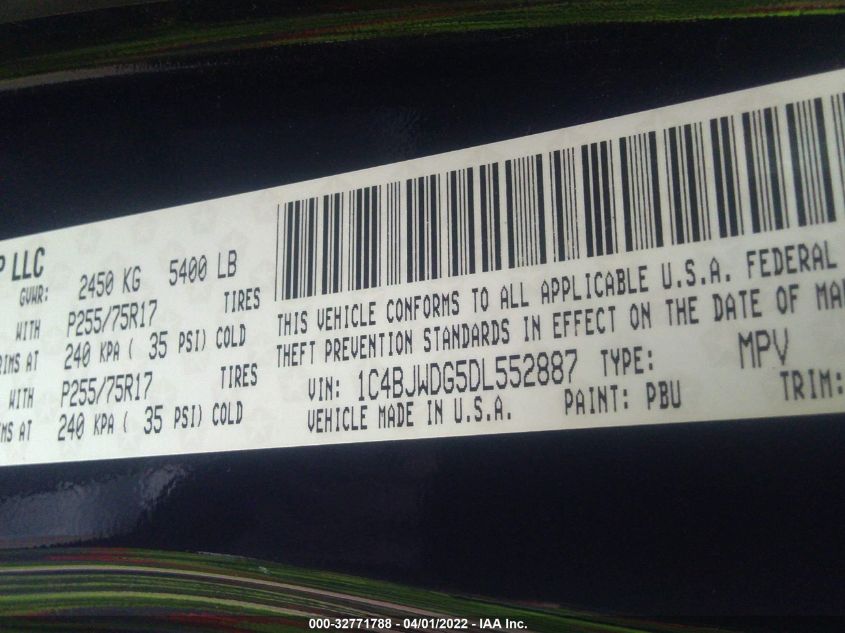 P LLC
GVWR: 2450 KG 5400 LB
WITH P255/75R17 TIRES
RIMS AT 240 KPA ( 35 PSI) COLD
WITH P255/75R17 TIRES
MS AT 240 KPA ( 35 PSI) COLD
THIS VEHICLE CONFORMS TO ALL APPLICABLE U.S.A. FEDERAL
THEFT PREVENTION STANDARDS IN EFFECT ON THE DATE OF MA
VIN: 1C4BJWDG5DL552887 TYPE: MPV
VEHICLE MADE IN U.S.A. PAINT: PBU TRIM:
000-32771788 - 04/01/2022 - IAA Inc.